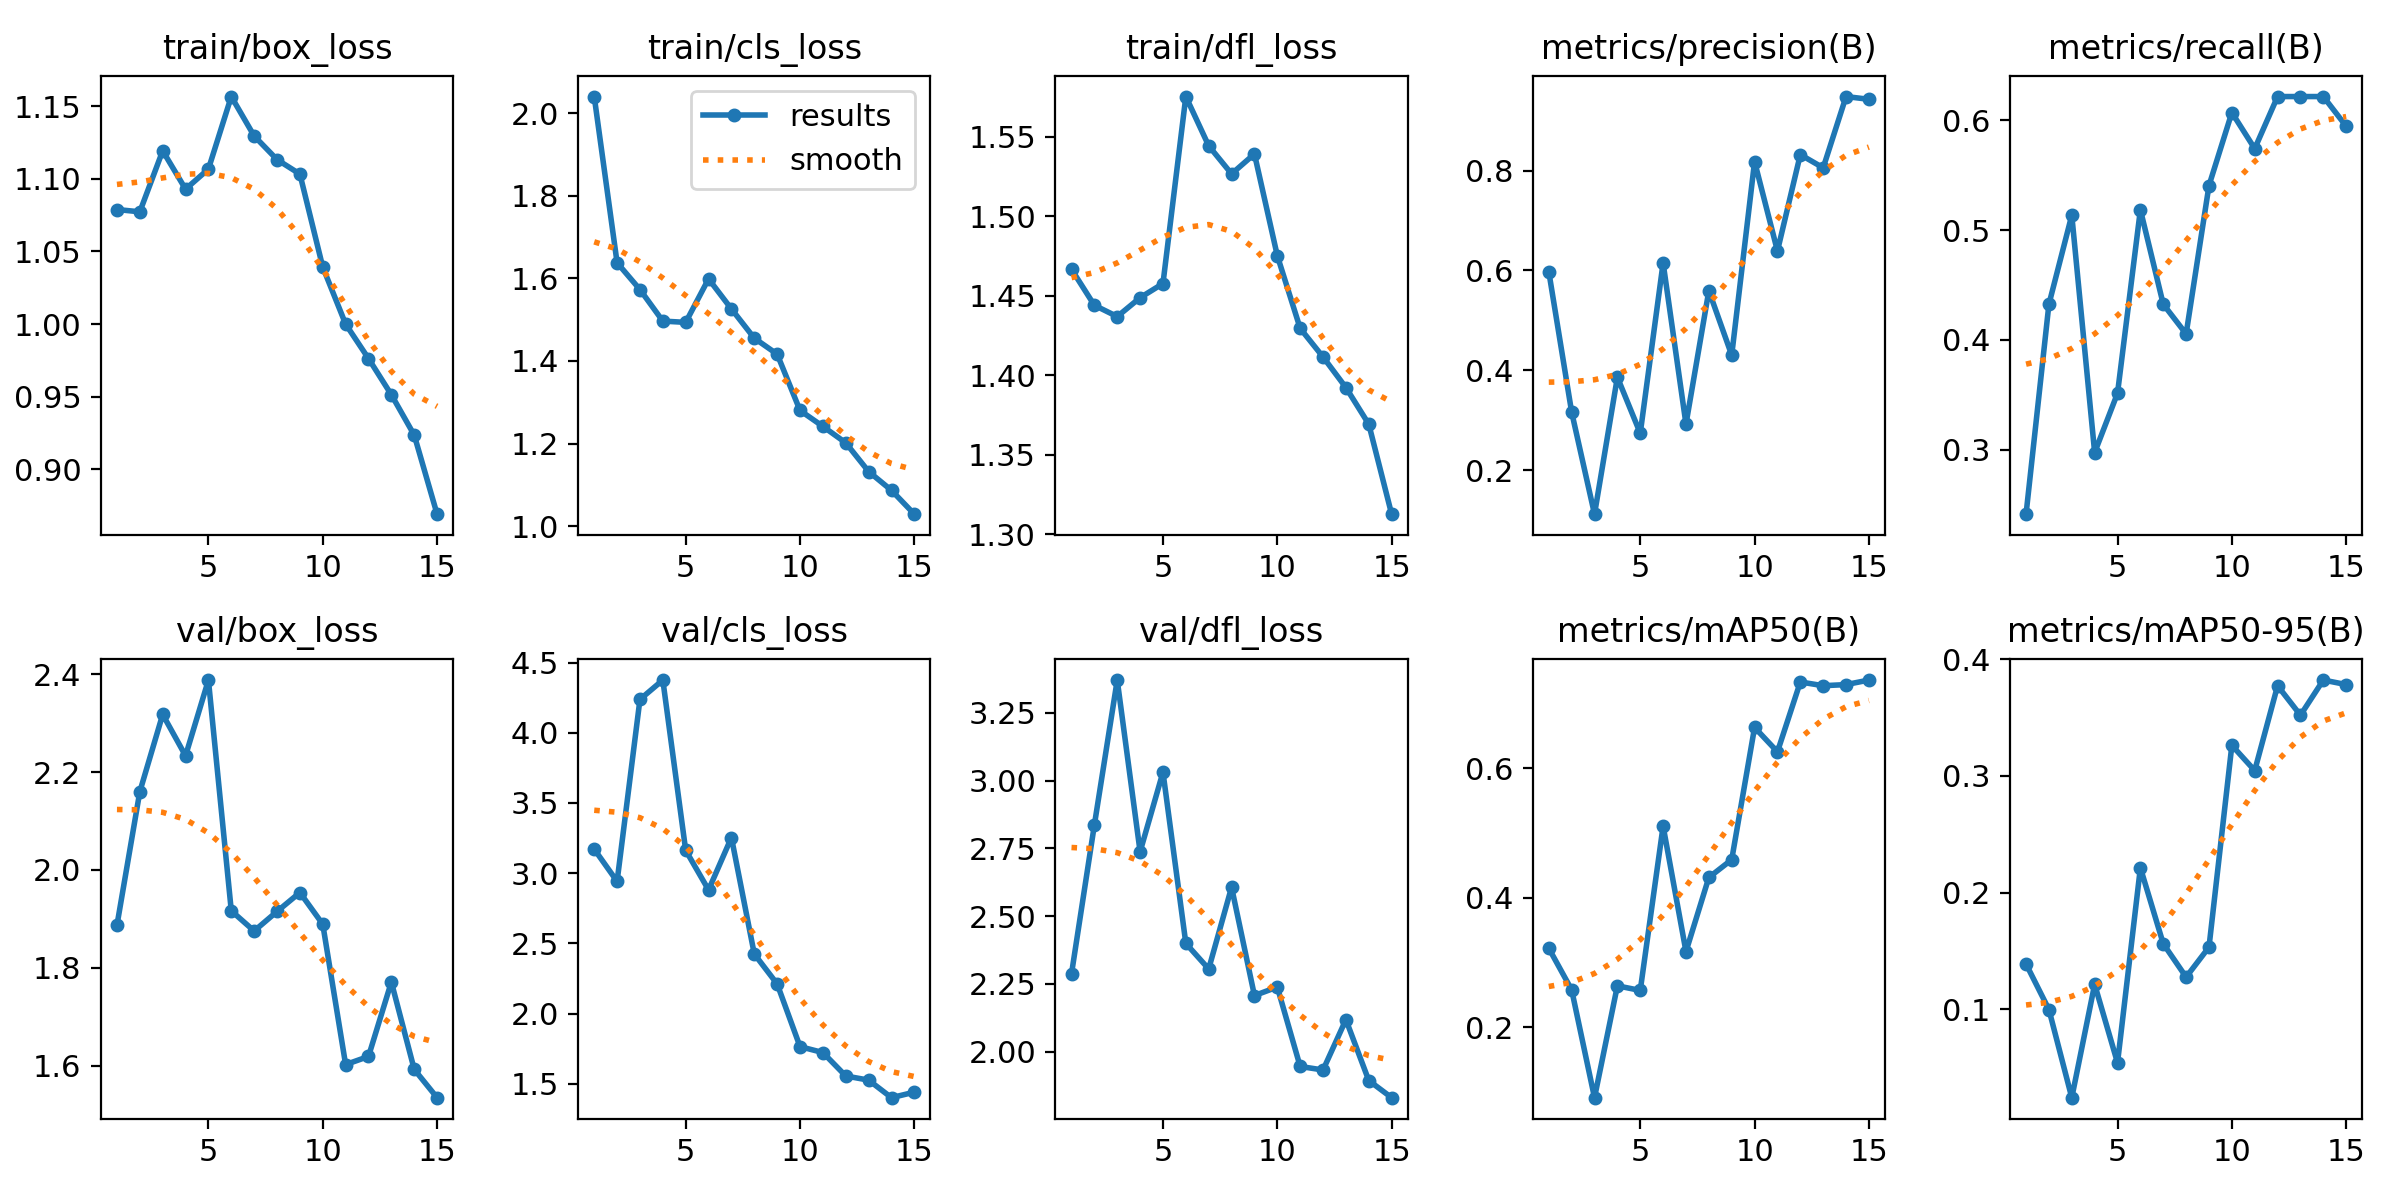 train/box_loss
train/cls_loss
train/dfl_loss
metrics/precision(B)
metrics/recall(B)
1.15
1.10
1.05
1.00
0.95
0.90
5 10 15
2.0
1.8
1.6
1.4
1.2
1.0
results
smooth
5 10 15
1.55
1.50
1.45
1.40
1.35
1.30
5 10 15
0.8
0.6
0.4
0.2
5 10 15
0.6
0.5
0.4
0.3
5 10 15
val/box_loss
val/cls_loss
val/dfl_loss
metrics/mAP50(B)
metrics/mAP50-95(B)
2.4
2.2
2.0
1.8
1.6
5 10 15
4.5
4.0
3.5
3.0
2.5
2.0
1.5
5 10 15
3.25
3.00
2.75
2.50
2.25
2.00
5 10 15
0.6
0.4
0.2
5 10 15
0.4
0.3
0.2
0.1
5 10 15